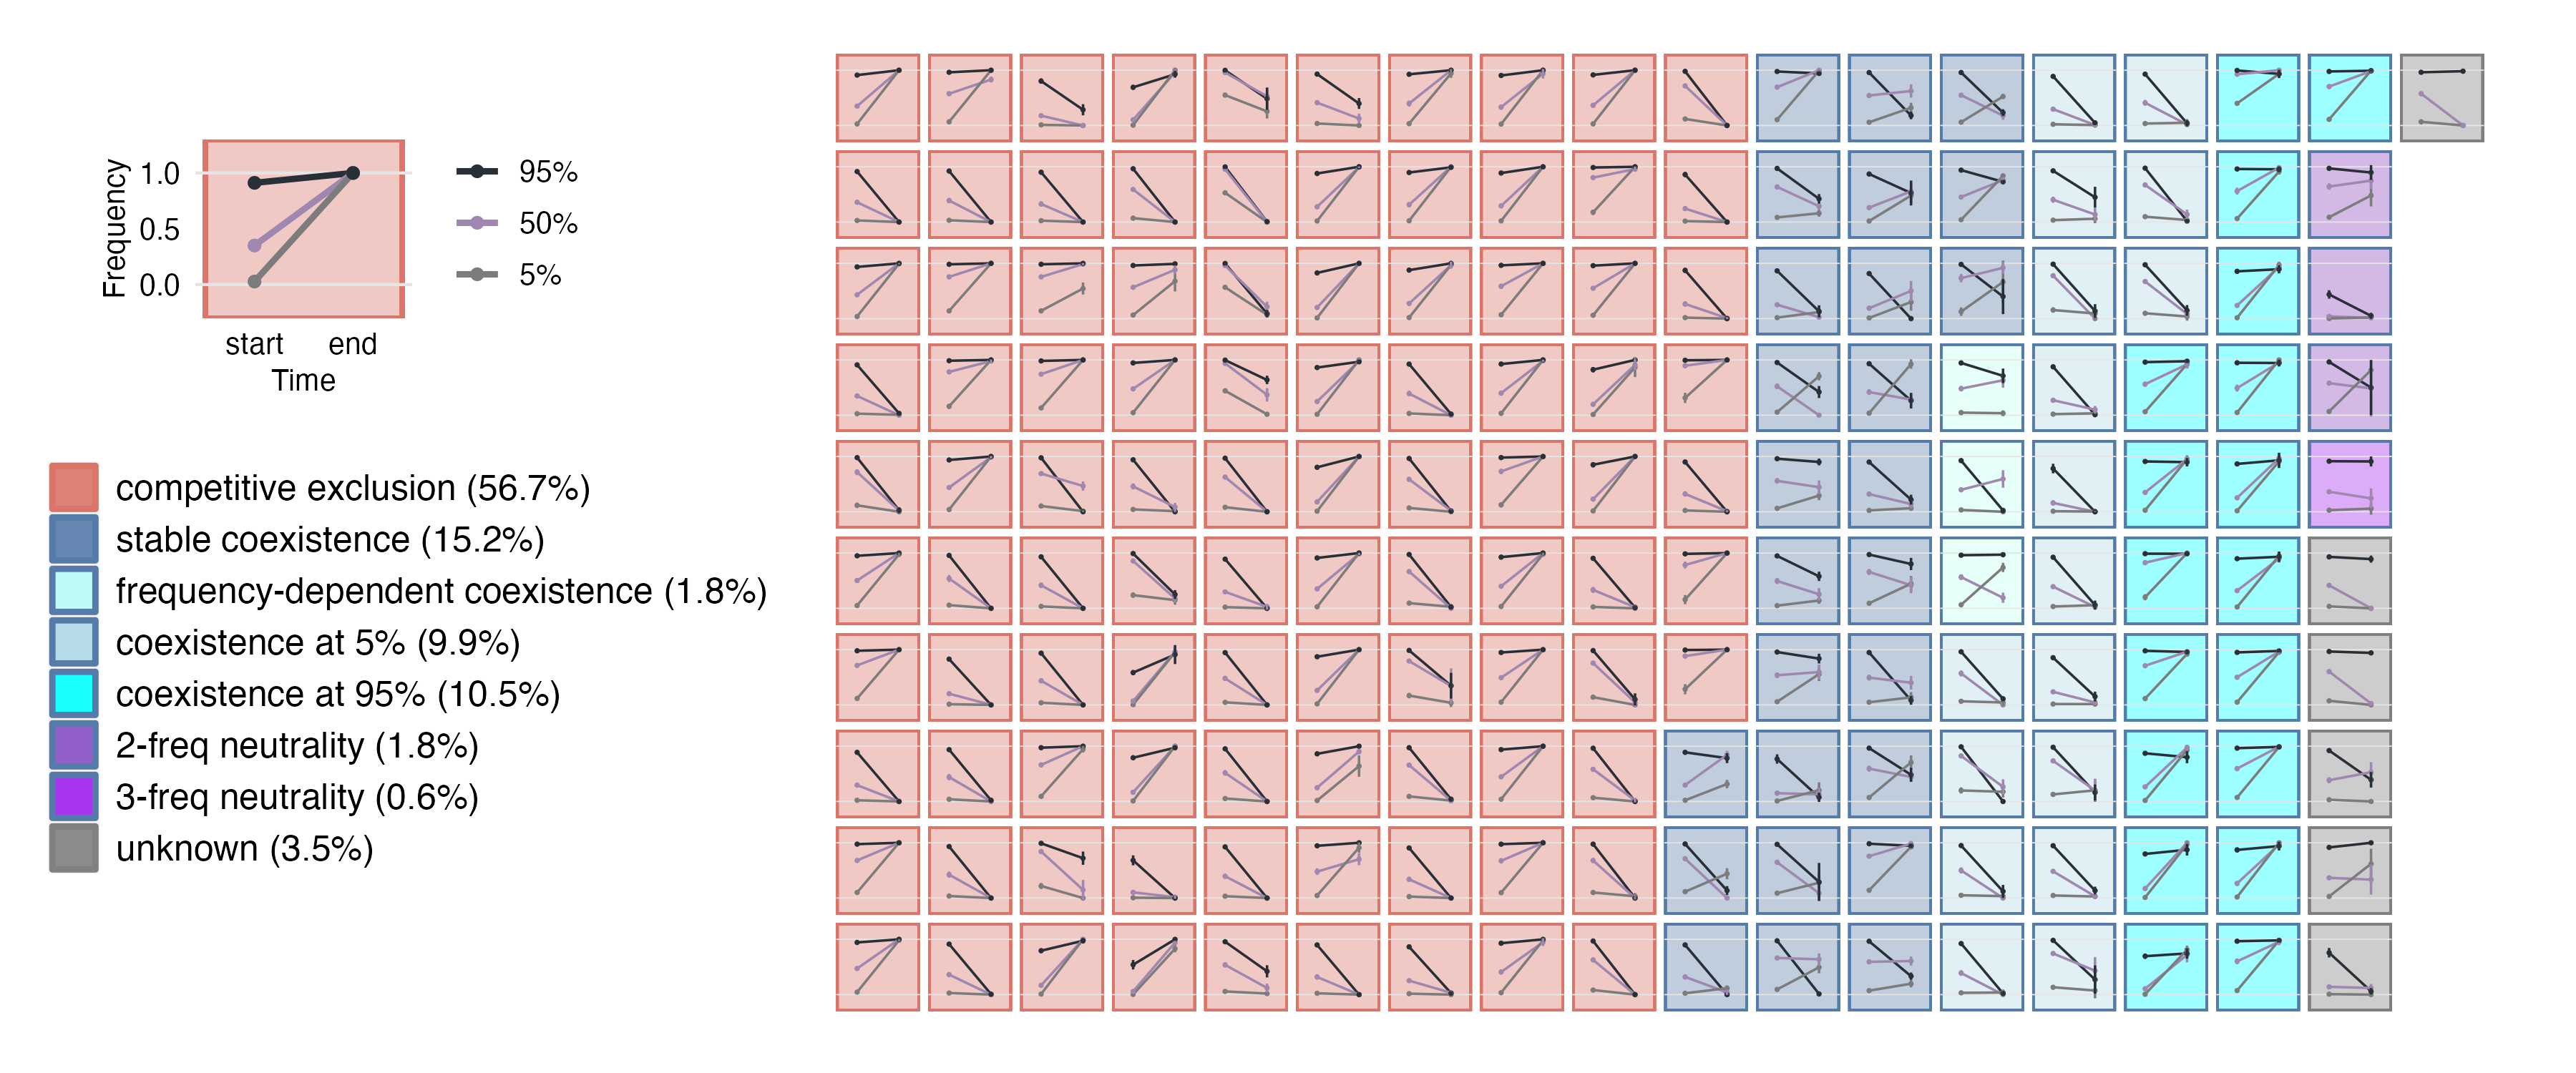 Frequency
1.0
0.5
0.0
start end
Time
95%
50%
5%
competitive exclusion (56.7%)
stable coexistence (15.2%)
frequency-dependent coexistence (1.8%)
coexistence at 5% (9.9%)
coexistence at 95% (10.5%)
2-freq neutrality (1.8%)
3-freq neutrality (0.6%)
unknown (3.5%)